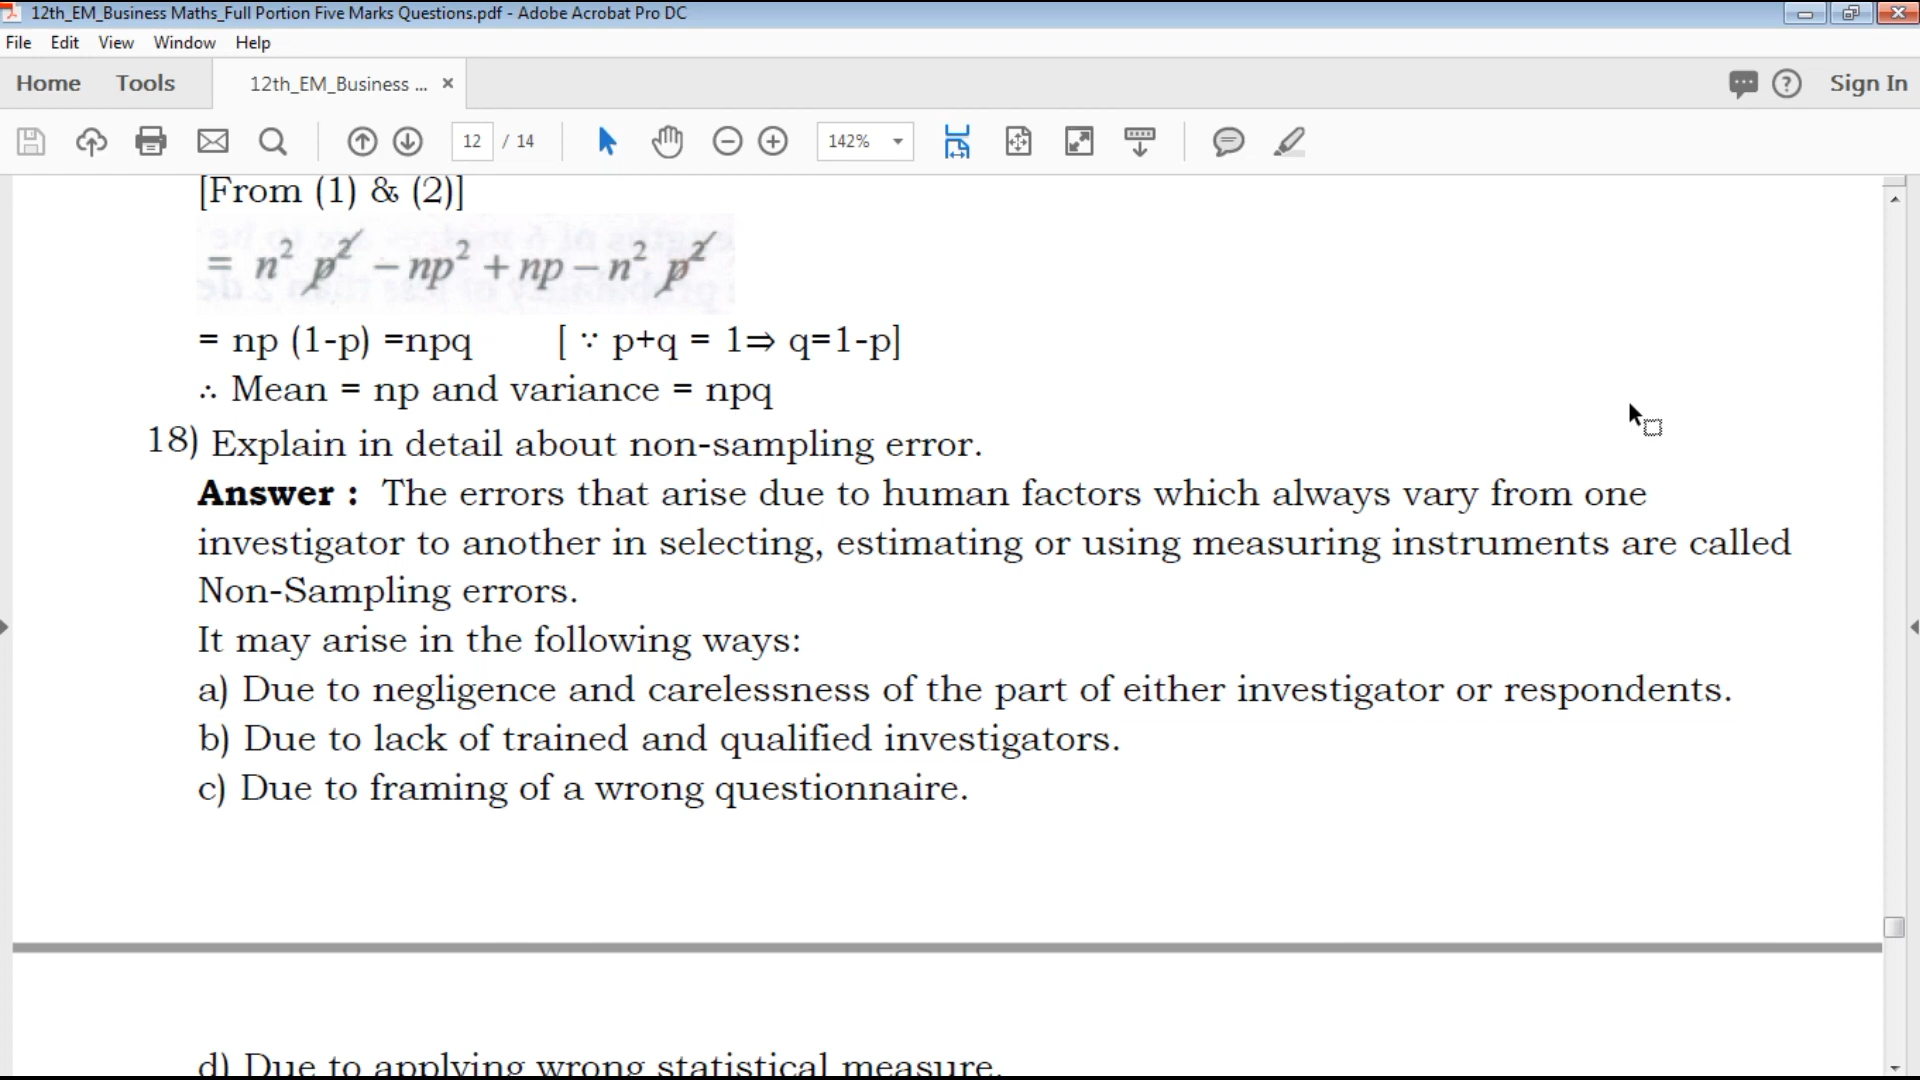 12th_EM_Business Maths_Full Portion Five Marks Questions.pdf - Adobe Acrobat Pro DC
File Edit View Window Help
Home Tools 12th_EM_Business ... × Sign In
12 / 14 142%
[From (1) & (2)]
= n² p² − np² + np − n² p²
= np (1-p) =npq [ ∵ p+q = 1⇒ q=1-p]
∴ Mean = np and variance = npq
18) Explain in detail about non-sampling error.
Answer : The errors that arise due to human factors which always vary from one
investigator to another in selecting, estimating or using measuring instruments are called
Non-Sampling errors.
It may arise in the following ways:
a) Due to negligence and carelessness of the part of either investigator or respondents.
b) Due to lack of trained and qualified investigators.
c) Due to framing of a wrong questionnaire.
d) Due to applying wrong statistical measure.